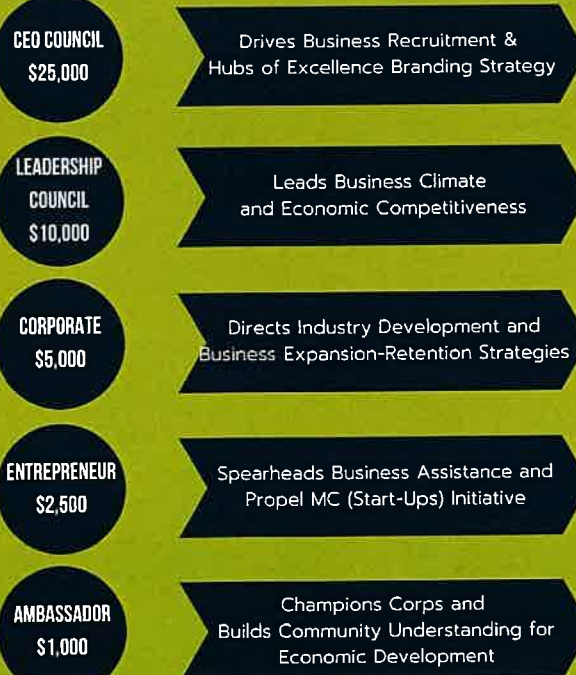 CEO COUNCIL
$25,000
Drives Business Recruitment &
Hubs of Excellence Branding Strategy
LEADERSHIP
COUNCIL
$10,000
Leads Business Climate
and Economic Competitiveness
CORPORATE
$5,000
Directs Industry Development and
Business Expansion-Retention Strategies
ENTREPRENEUR
$2,500
Spearheads Business Assistance and
Propel MC (Start-Ups) Initiative
AMBASSADOR
$1,000
Champions Corps and
Builds Community Understanding for
Economic Development